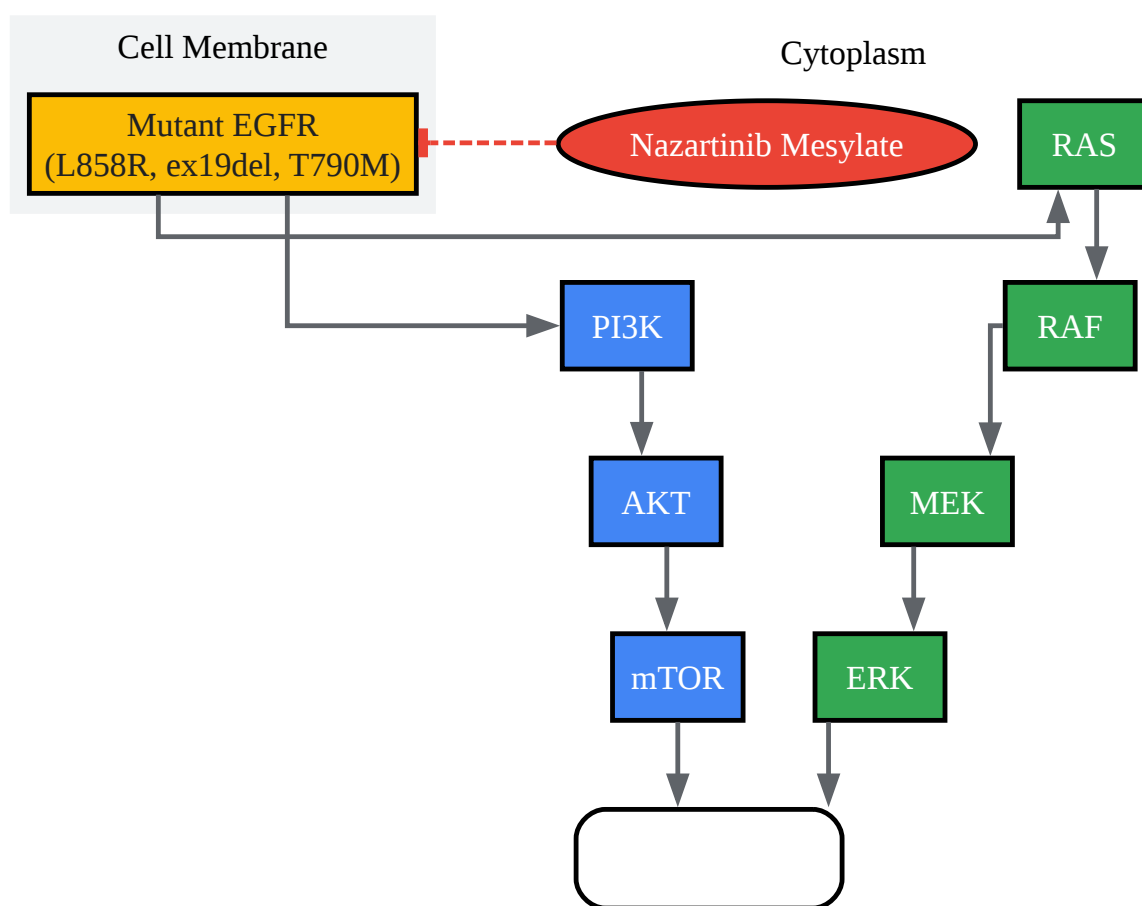 Cell Membrane
Cytoplasm
Mutant EGFR
(L858R, ex19del, T790M)
Nazartinib Mesylate
RAS
PI3K
RAF
AKT
MEK
mTOR
ERK